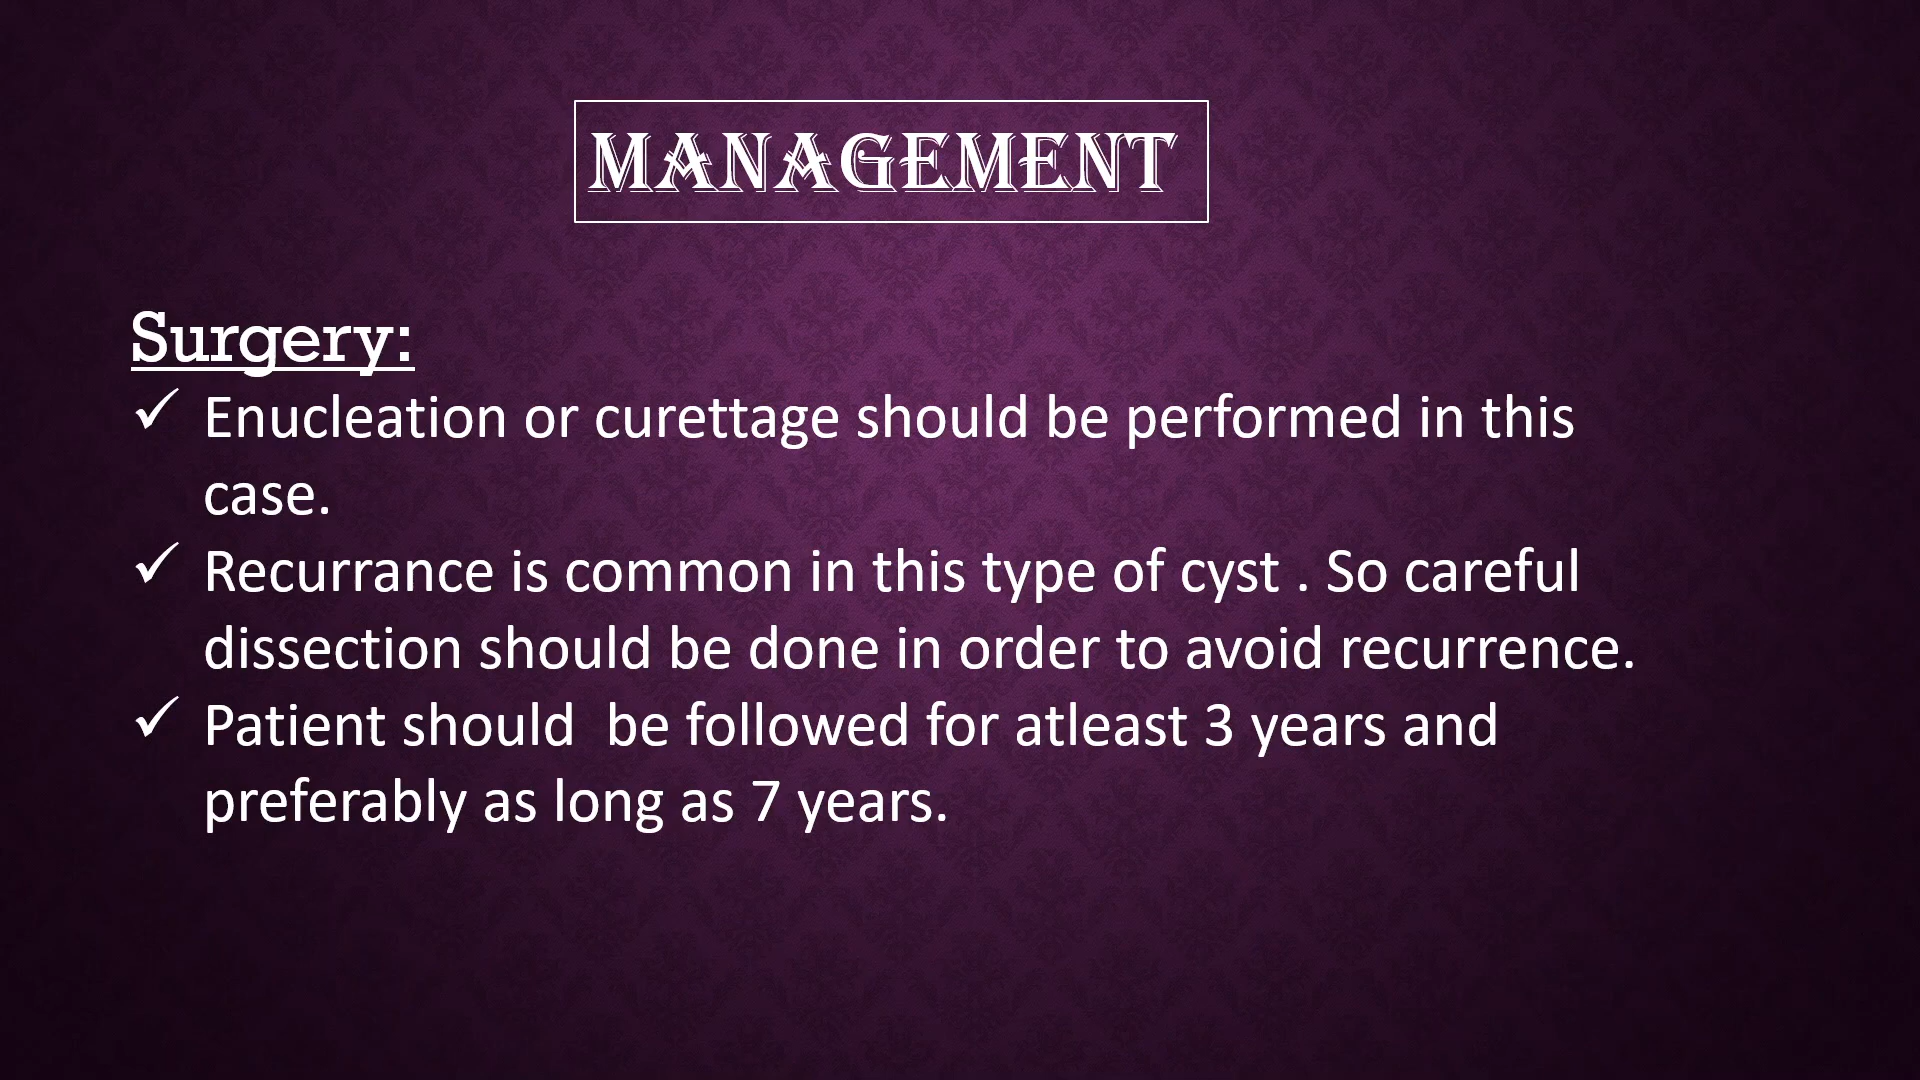 MANAGEMENT
Surgery:
✓ Enucleation or curettage should be performed in this
case.
✓ Recurrance is common in this type of cyst . So careful
dissection should be done in order to avoid recurrence.
✓ Patient should  be followed for atleast 3 years and
preferably as long as 7 years.